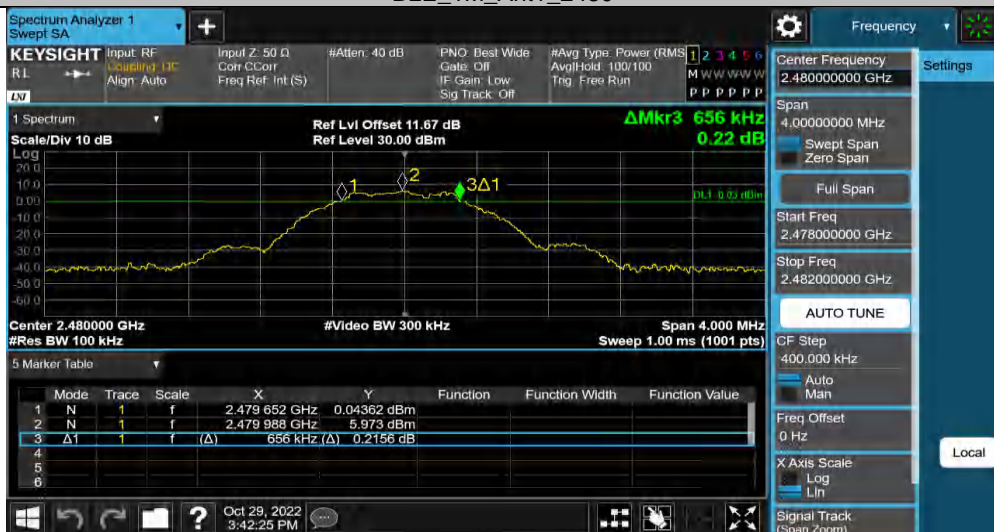 Spectrum Analyzer 1
Swept SA
+
Frequency
KEYSIGHT Input: RF Input Z: 50 Ω #Atten: 40 dB PNO: Best Wide #Avg Type: Power (RMS 1 2 3 4 5 6
RL Coupling: DC Corr CCorr Gate: Off Avg|Hold: 100/100 M W W W W W
Align: Auto Freq Ref: Int (S) IF Gain: Low Trig: Free Run
LXI Sig Track: Off P P P P P P
1 Spectrum
Scale/Div 10 dB
Ref Lvl Offset 11.67 dB
Ref Level 30.00 dBm
ΔMkr3 656 kHz
0.22 dB
Log
20.0
10.0
0.00
-10.0
-20.0
-30.0
-40.0
-50.0
-60.0
1
2
3Δ1
DL1 -0.03 dBm
Center 2.480000 GHz #Video BW 300 kHz Span 4.000 MHz
#Res BW 100 kHz Sweep 1.00 ms (1001 pts)
5 Marker Table
Mode Trace Scale X Y Function Function Width Function Value
1 N 1 f 2.479 652 GHz 0.04362 dBm
2 N 1 f 2.479 988 GHz 5.973 dBm
3 Δ1 1 f (Δ) 656 kHz (Δ) 0.2156 dB
4
5
6
?
Oct 29, 2022
3:42:25 PM
Center Frequency
2.480000000 GHz
Settings
Span
4.00000000 MHz
Swept Span
Zero Span
Full Span
Start Freq
2.478000000 GHz
Stop Freq
2.482000000 GHz
AUTO TUNE
CF Step
400.000 kHz
Auto
Man
Freq Offset
0 Hz
X Axis Scale
Log
Lin
Local
Signal Track
(Span Zoom)